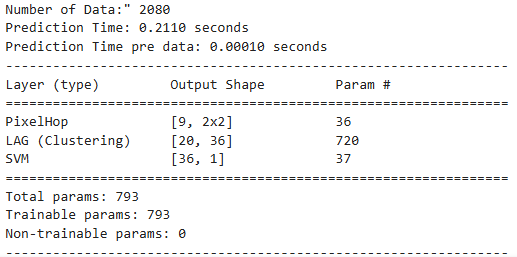 Number of Data:" 2080
Prediction Time: 0.2110 seconds
Prediction Time pre data: 0.00010 seconds
----------------------------------------------------------------
Layer (type) Output Shape Param #
================================================================
PixelHop [9, 2x2] 36
LAG (Clustering) [20, 36] 720
SVM [36, 1] 37
================================================================
Total params: 793
Trainable params: 793
Non-trainable params: 0
----------------------------------------------------------------